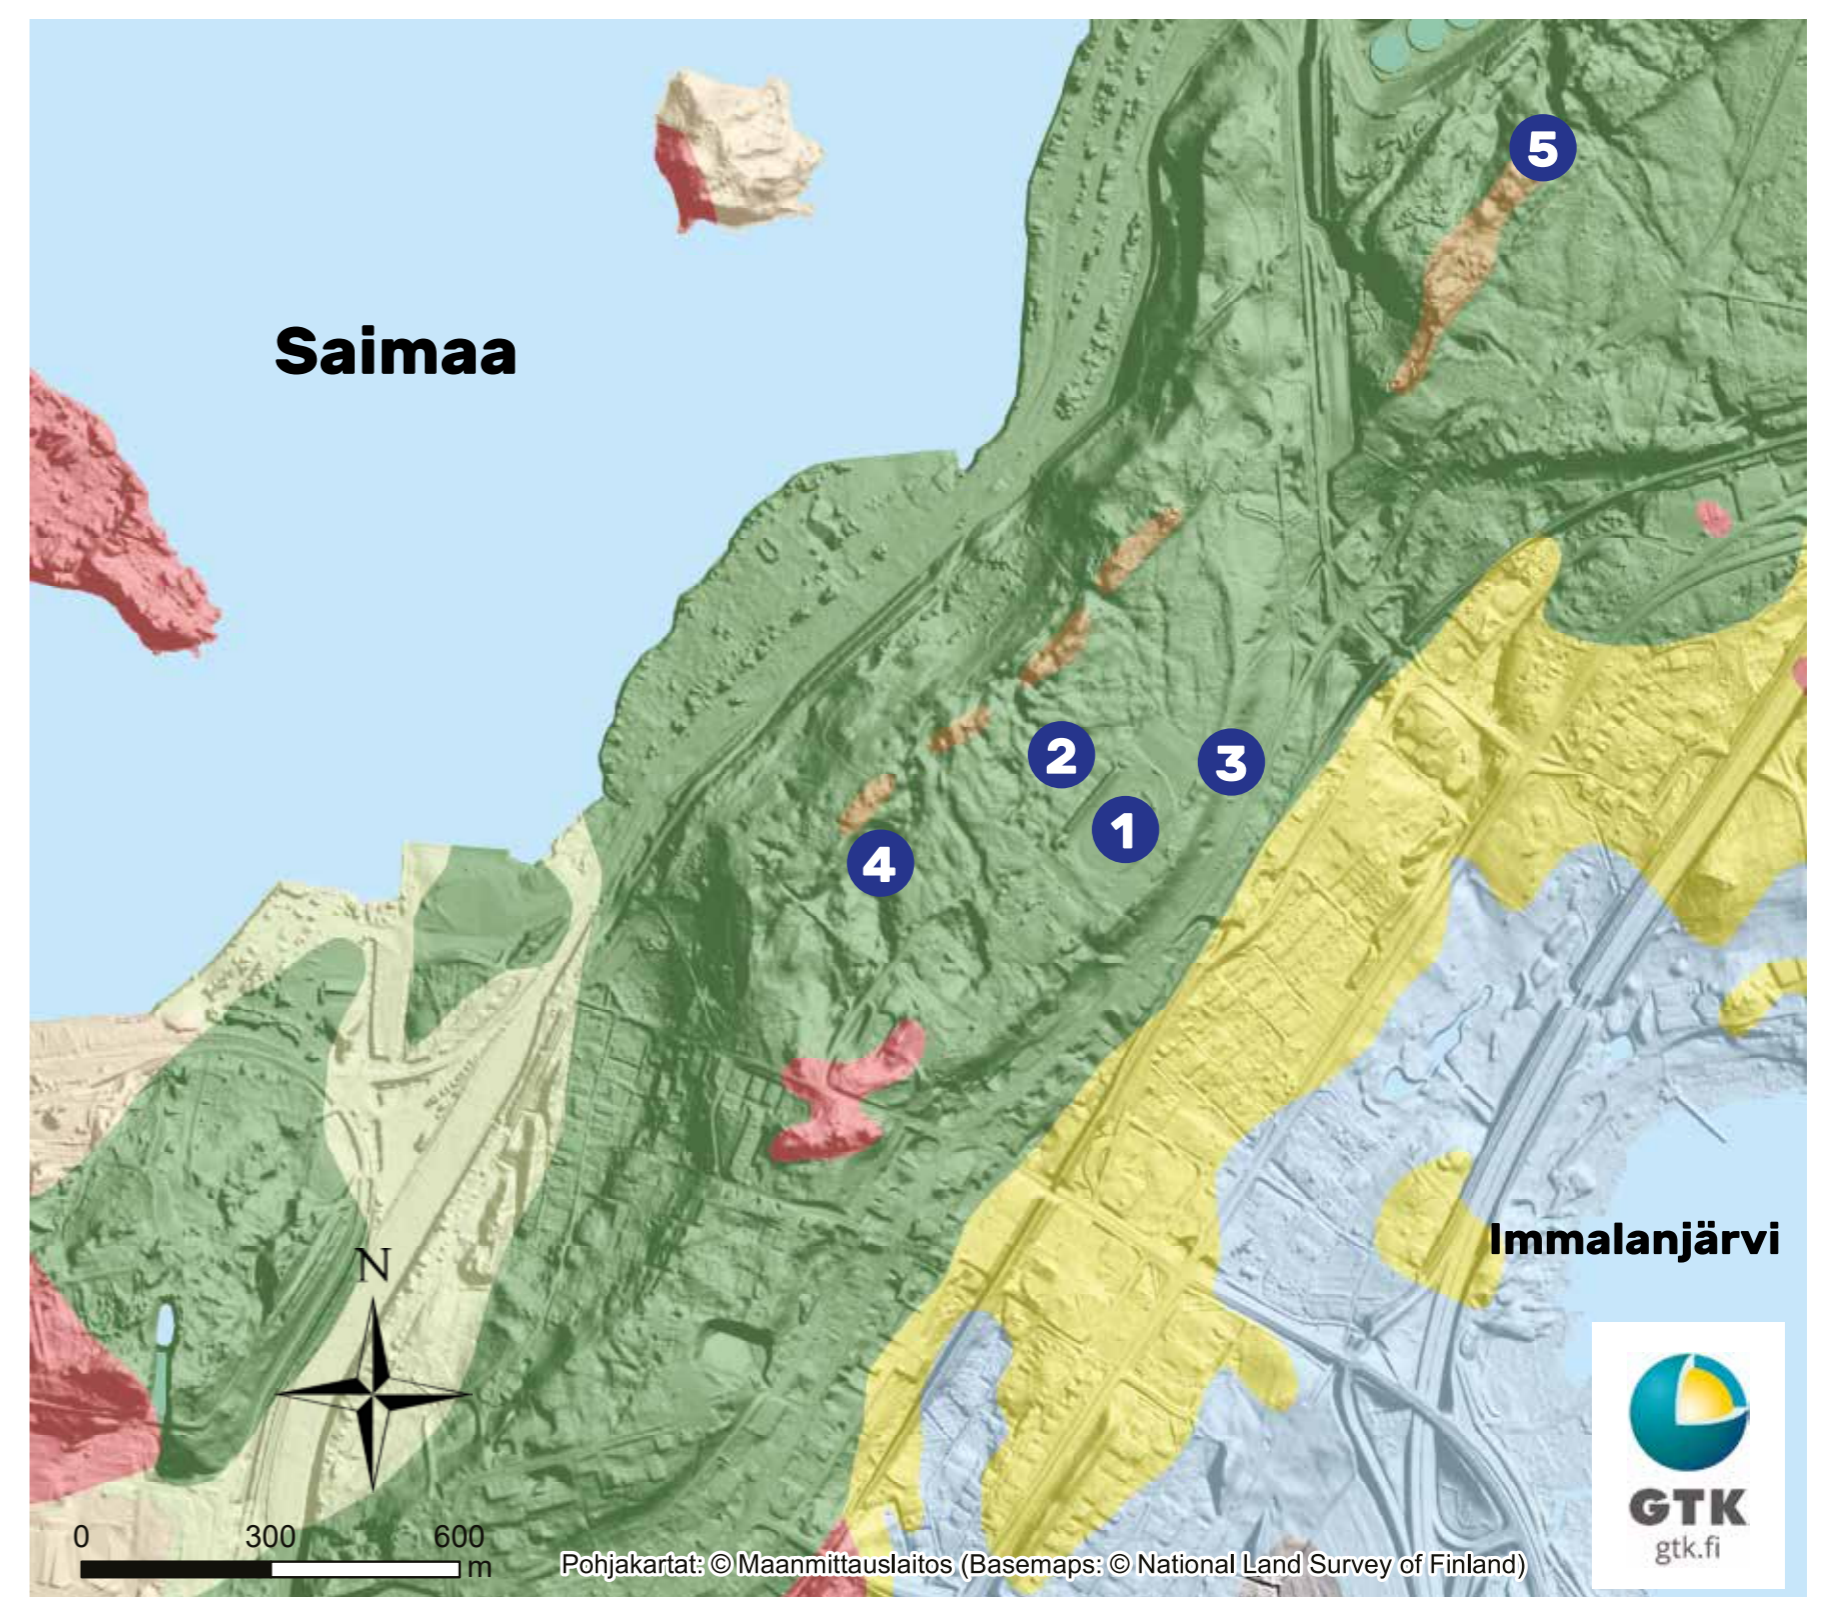 5
Saimaa
2
3
1
4
Immalanjärvi
N
0 300 600
m
Pohjakartat: © Maanmittauslaitos (Basemaps: © National Land Survey of Finland)
GTK
gtk.fi